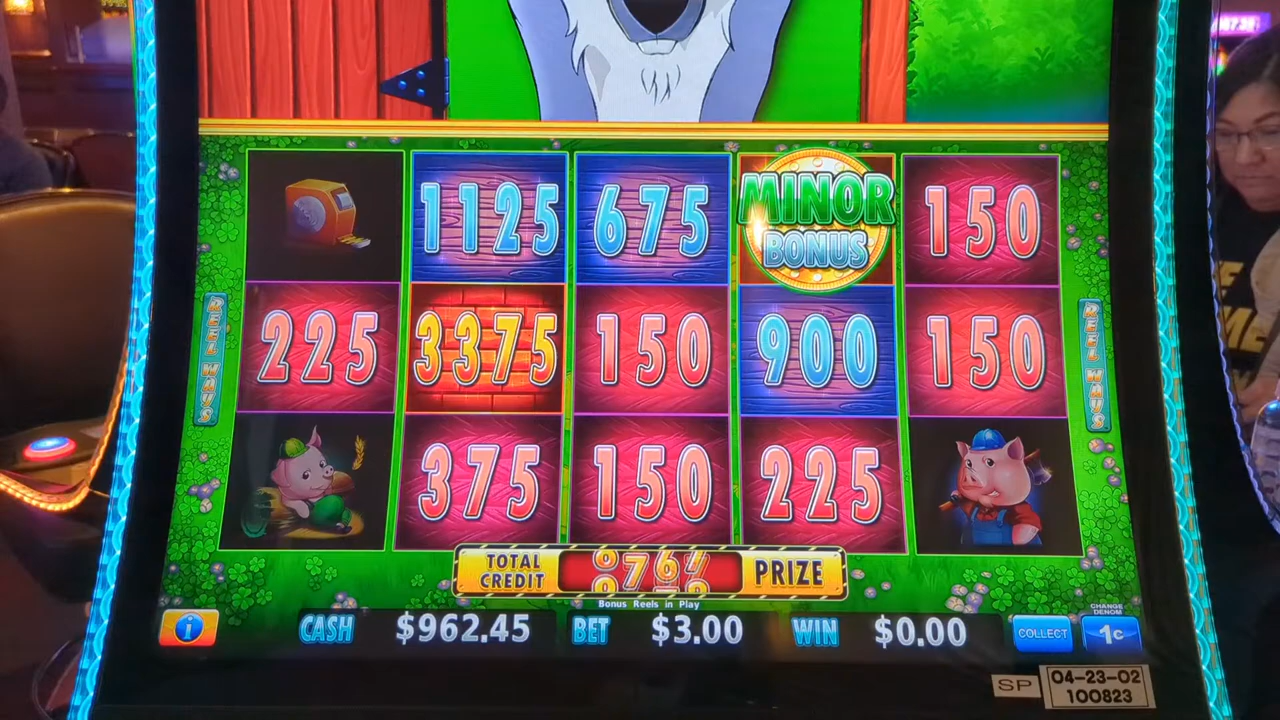 1125
675
MINOR
BONUS
150
225
3375
150
900
150
REEL WAYS
REEL WAYS
375
150
225
TOTAL
CREDIT
PRIZE
Bonus Reels in Play
i
CASH
$962.45
BET
$3.00
WIN
$0.00
COLLECT
CHANGE
DENOM
1¢
SP
04-23-02
100823